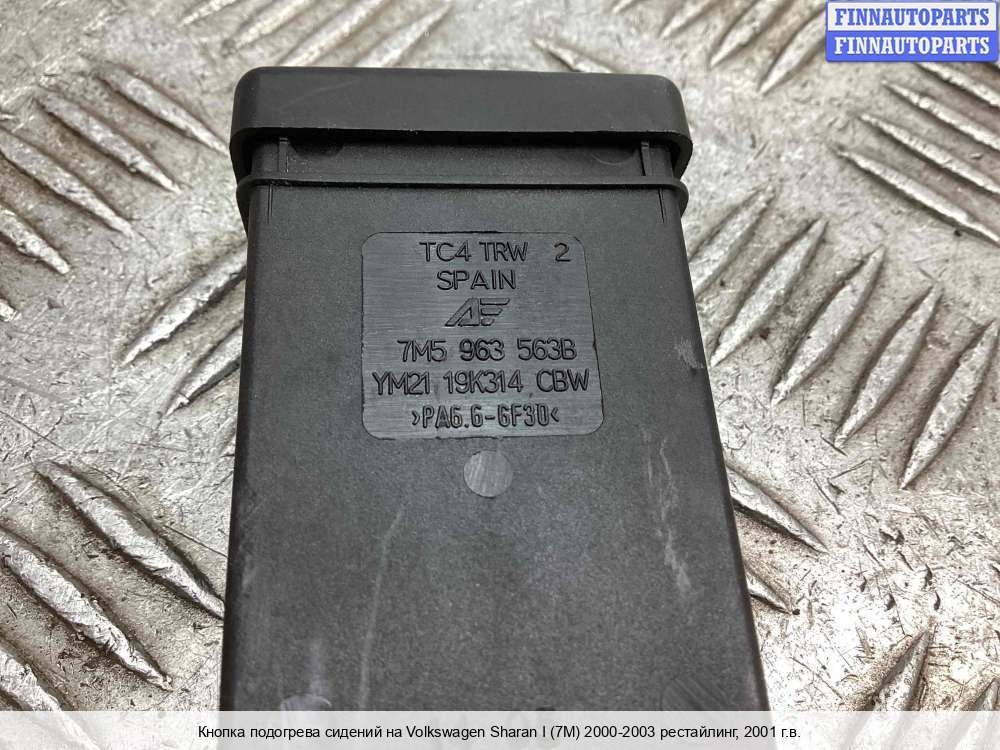 FINNAUTOPARTS
FINNAUTOPARTS
TC4 TRW 2
SPAIN
7M5 963 563B
YM21 19K314 CBW
>PA6.6-GF30<
Кнопка подогрева сидений на Volkswagen Sharan I (7M) 2000-2003 рестайлинг, 2001 г.в.